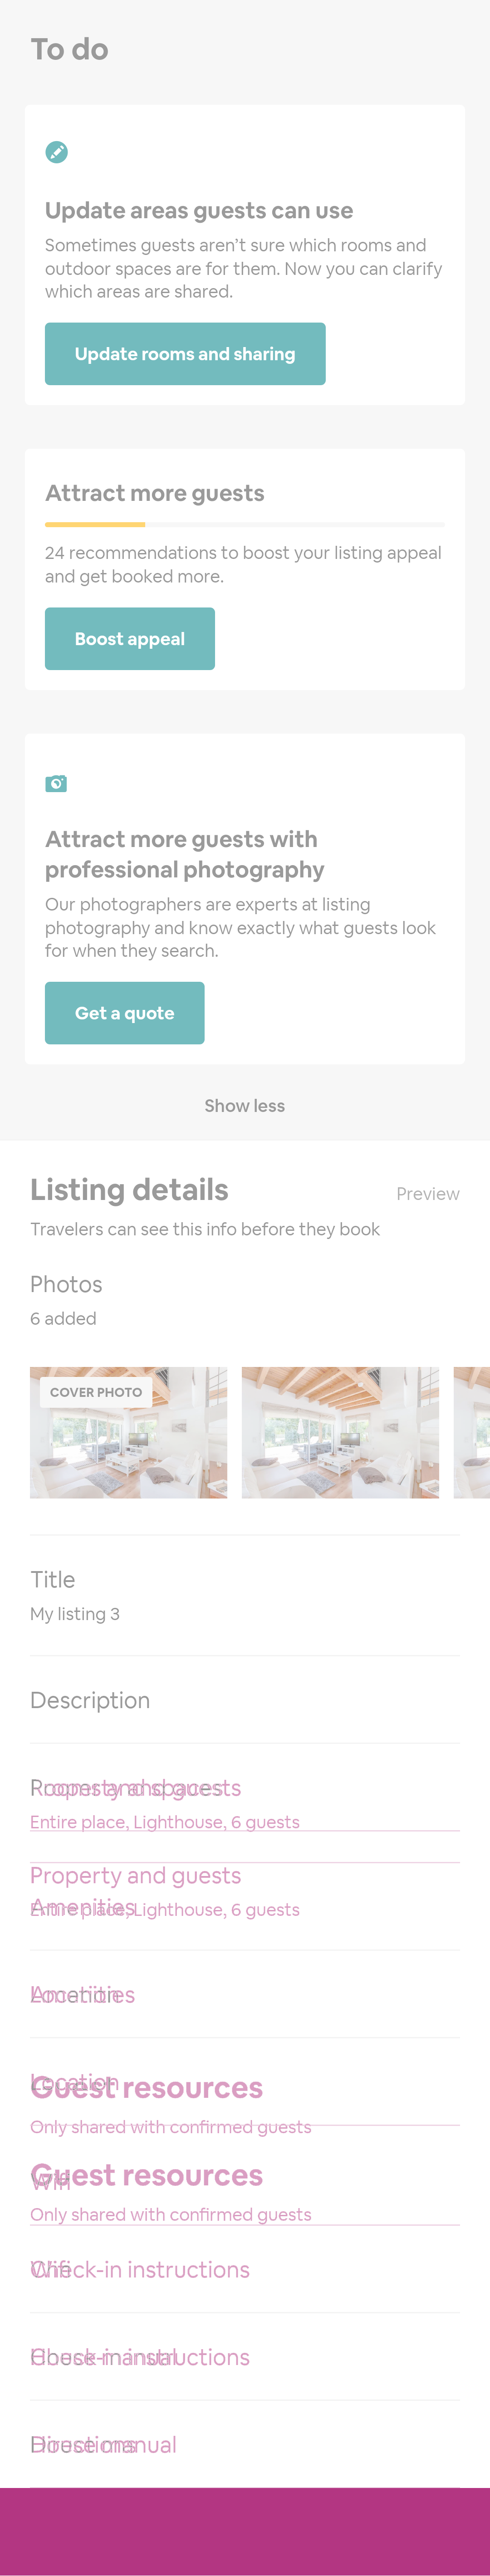 To do
Update areas guests can use
Sometimes guests aren’t sure which rooms and
outdoor spaces are for them. Now you can clarify
which areas are shared.
Update rooms and sharing
Attract more guests
24 recommendations to boost your listing appeal
and get booked more.
Boost appeal
Attract more guests with
professional photography
Our photographers are experts at listing
photography and know exactly what guests look
for when they search.
Get a quote
Show less
Listing details
Preview
Travelers can see this info before they book
Photos
6 added
COVER PHOTO
Title
My listing 3
Description
Rooms and spaces
Property and guests
Entire place, Lighthouse, 6 guests
Property and guests
Amenities
Entire place, Lighthouse, 6 guests
Location
Amenities
Location
Guest resources
Only shared with confirmed guests
Guest resources
Wifi
Only shared with confirmed guests
Wifi
Check-in instructions
House manual
Check-in instructions
Directions
House manual